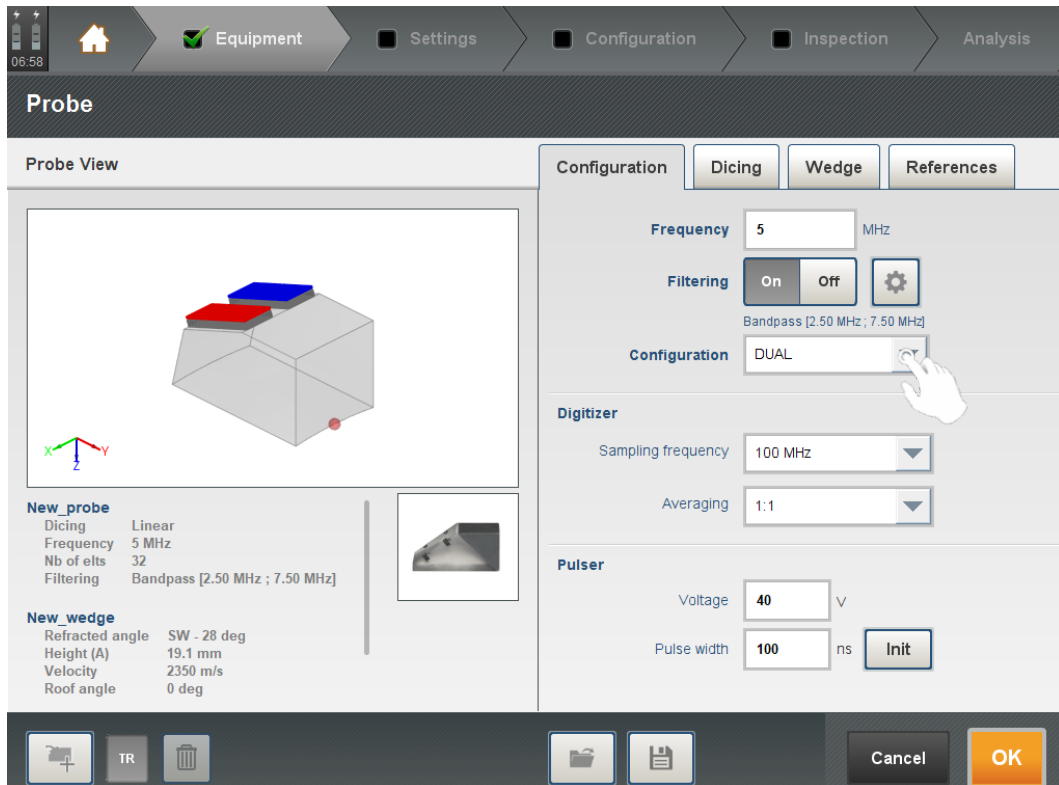 06:58
Equipment
Settings
Configuration
Inspection
Analysis
Probe
Probe View
X
Y
Z
New_probe
Dicing Linear
Frequency 5 MHz
Nb of elts 32
Filtering Bandpass [2.50 MHz ; 7.50 MHz]
New_wedge
Refracted angle SW - 28 deg
Height (A) 19.1 mm
Velocity 2350 m/s
Roof angle 0 deg
Configuration Dicing Wedge References
Frequency 5 MHz
Filtering On Off
Bandpass [2.50 MHz ; 7.50 MHz]
Configuration DUAL
Digitizer
Sampling frequency 100 MHz
Averaging 1:1
Pulser
Voltage 40 V
Pulse width 100 ns Init
TR
Cancel
OK